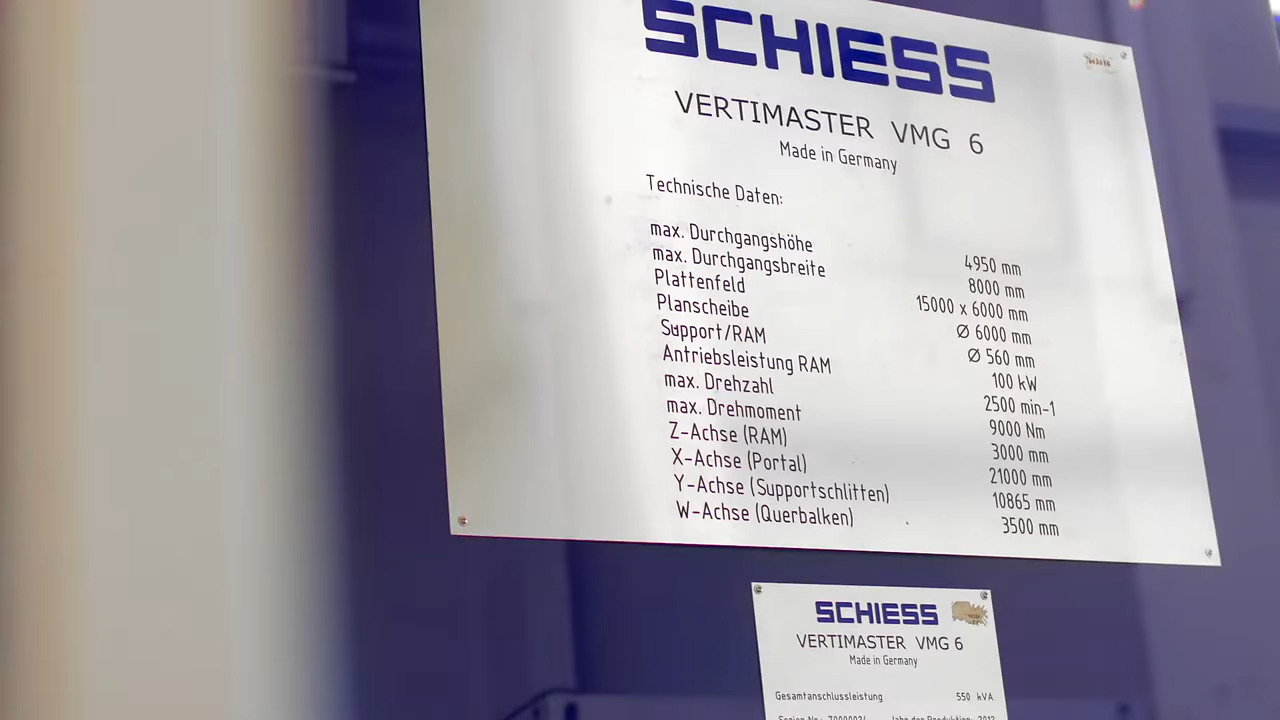 SCHIESS
VERTIMASTER VMG 6
Made in Germany
Technische Daten:
max. Durchgangshöhe 4950 mm
max. Durchgangsbreite 8000 mm
Plattenfeld 15000 x 6000 mm
Planscheibe Ø 6000 mm
Support/RAM Ø 560 mm
Antriebsleistung RAM 100 kW
max. Drehzahl 2500 min-1
max. Drehmoment 9000 Nm
Z-Achse (RAM) 3000 mm
X-Achse (Portal) 21000 mm
Y-Achse (Supportschlitten) 10865 mm
W-Achse (Querbalken) 3500 mm
SCHIESS
VERTIMASTER VMG 6
Made in Germany
Gesamtanschlussleistung 550 kVA